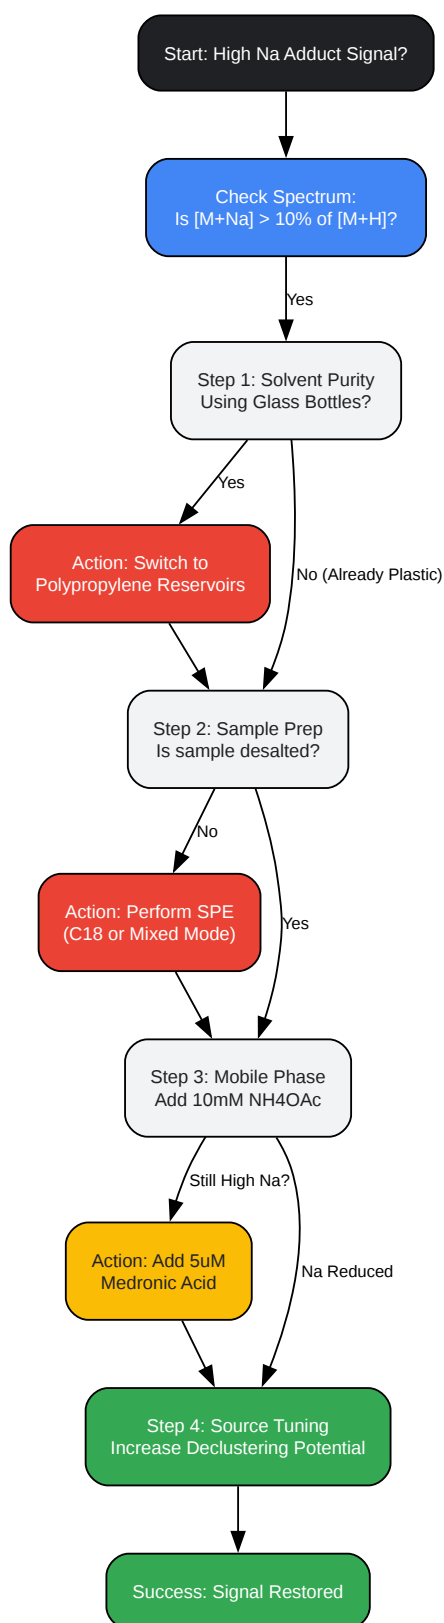 Start: High Na Adduct Signal?
Check Spectrum:
Is [M+Na] > 10% of [M+H]?
Yes
Step 1: Solvent Purity
Using Glass Bottles?
Yes
Action: Switch to
Polypropylene Reservoirs
No (Already Plastic)
Step 2: Sample Prep
Is sample desalted?
No
Action: Perform SPE
(C18 or Mixed Mode)
Yes
Step 3: Mobile Phase
Add 10mM NH4OAc
Still High Na?
Action: Add 5uM
Medronic Acid
Na Reduced
Step 4: Source Tuning
Increase Declustering Potential
Success: Signal Restored